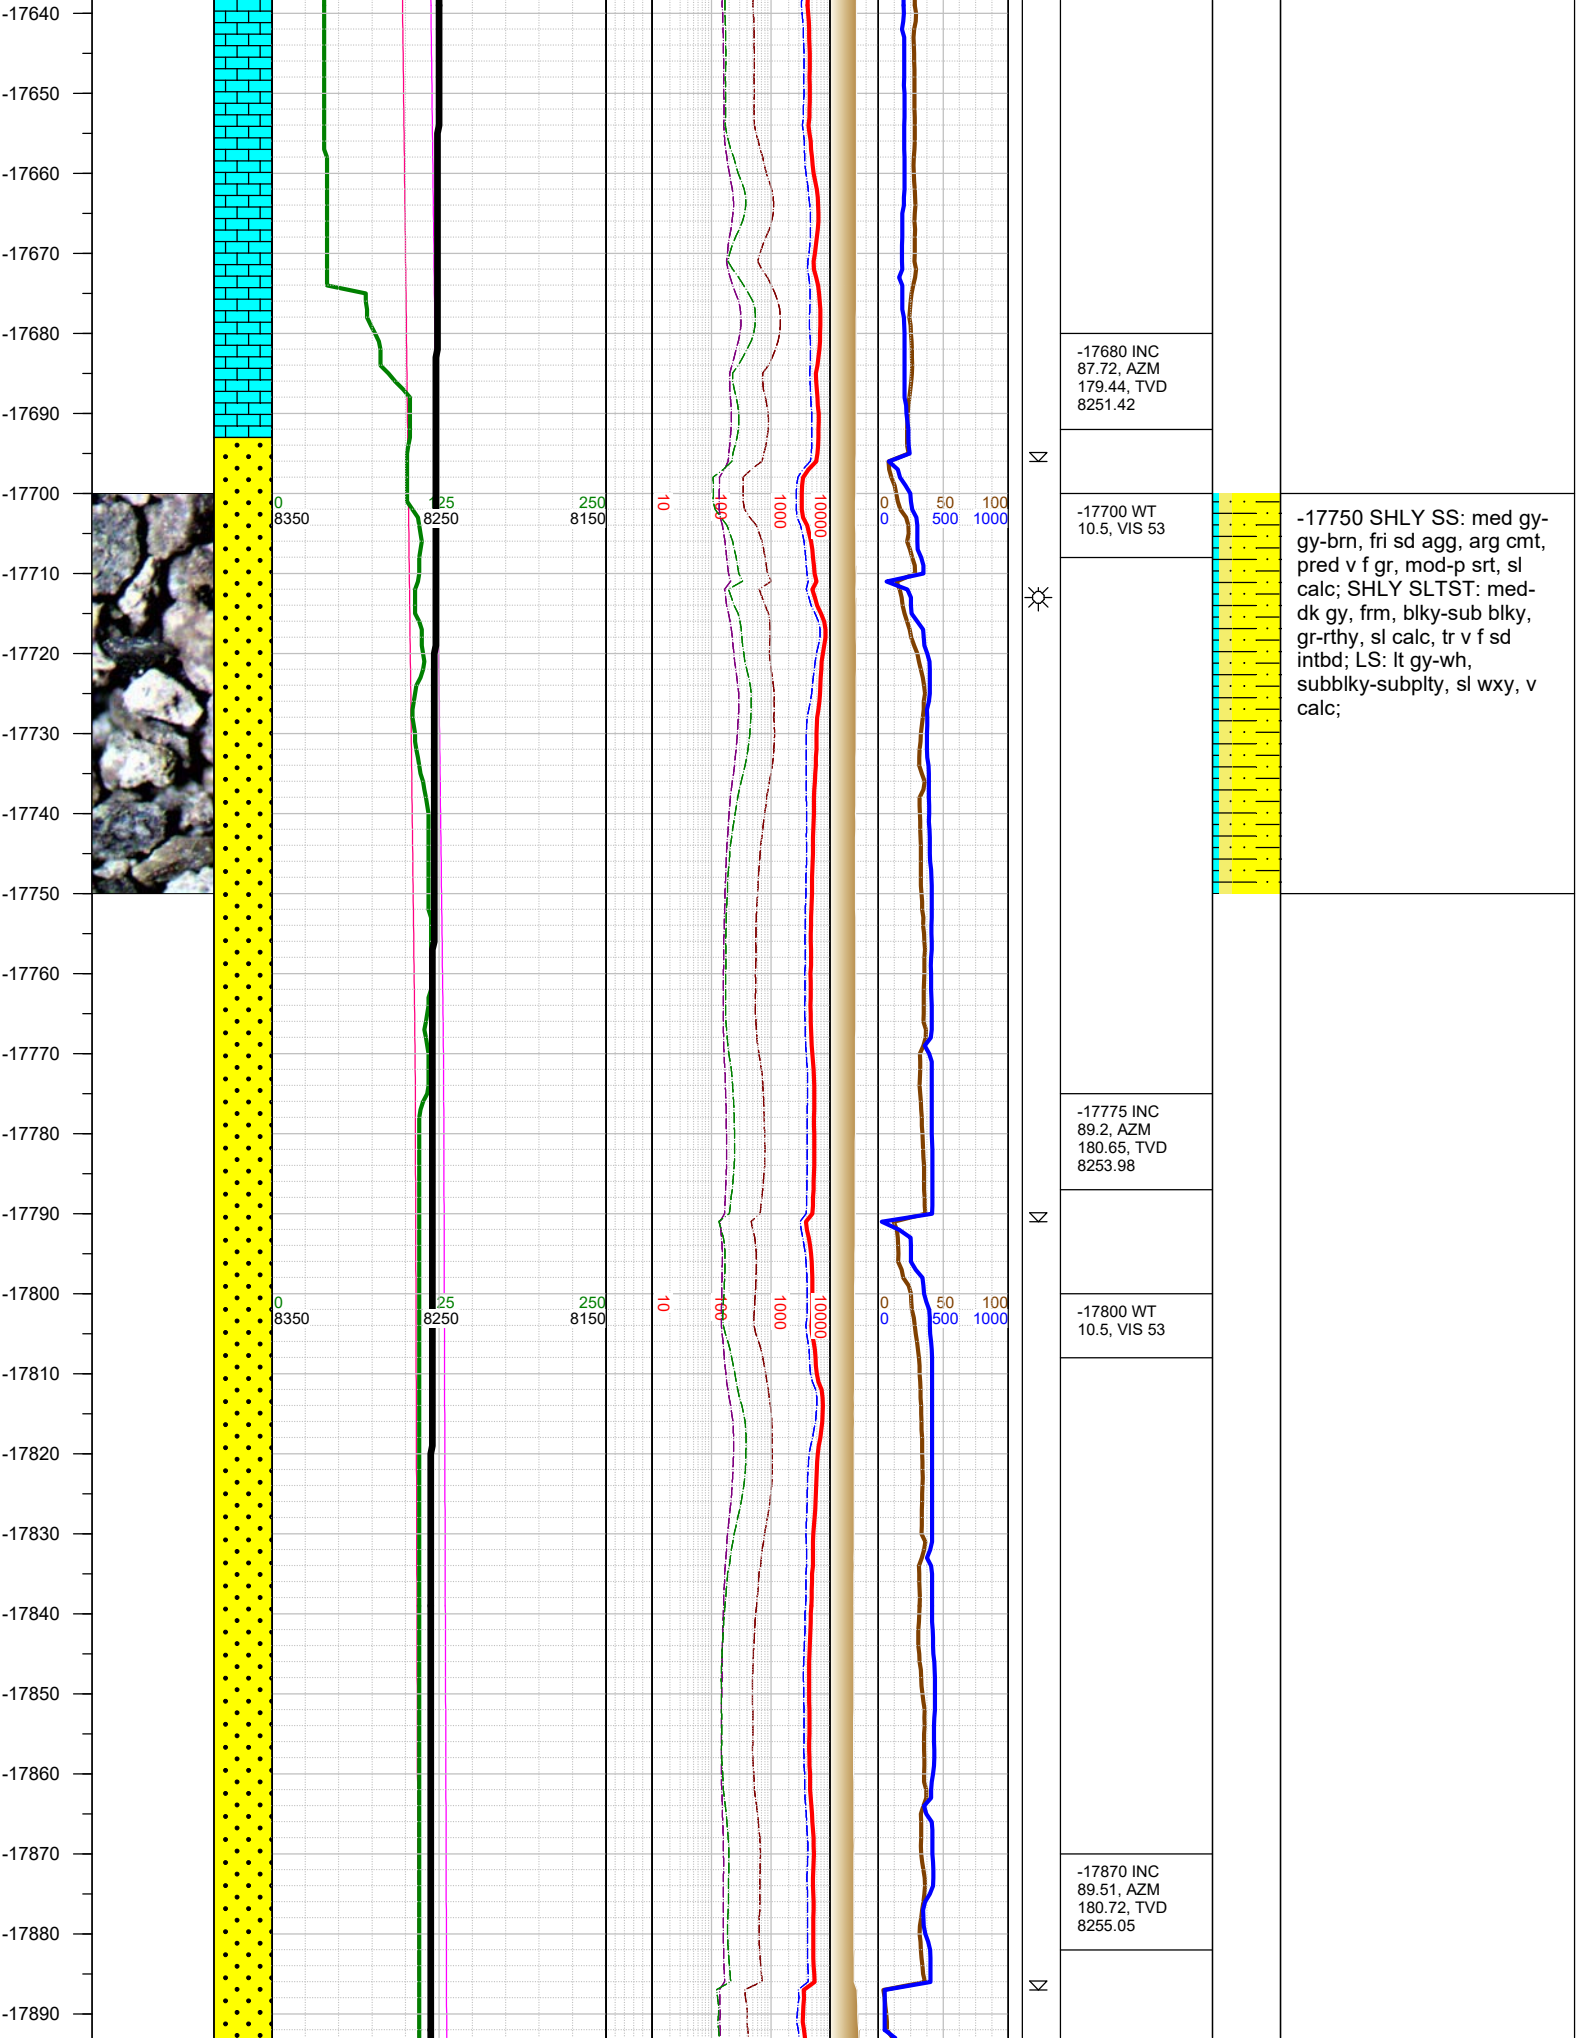 -17640
-17650
-17660
-17670
-17680
-17680 INC
87.72, AZM
179.44, TVD
8251.42
-17690
-17700
0 125 250
8350 8250 8150
10 100 1000 10000
0 50 100
0 500 1000
-17700 WT
10.5, VIS 53
-17750 SHLY SS: med gy-
gy-brn, fri sd agg, arg cmt,
pred v f gr, mod-p srt, sl
calc; SHLY SLTST: med-
dk gy, frm, blky-sub blky,
gr-rthy, sl calc, tr v f sd
intbd; LS: lt gy-wh,
subblky-subplty, sl wxy, v
calc;
-17710
-17720
-17730
-17740
-17750
-17760
-17770
-17775 INC
89.2, AZM
180.65, TVD
8253.98
-17780
-17790
-17800
0 125 250
8350 8250 8150
10 100 1000 10000
0 50 100
0 500 1000
-17800 WT
10.5, VIS 53
-17810
-17820
-17830
-17840
-17850
-17860
-17870
-17870 INC
89.51, AZM
180.72, TVD
8255.05
-17880
-17890